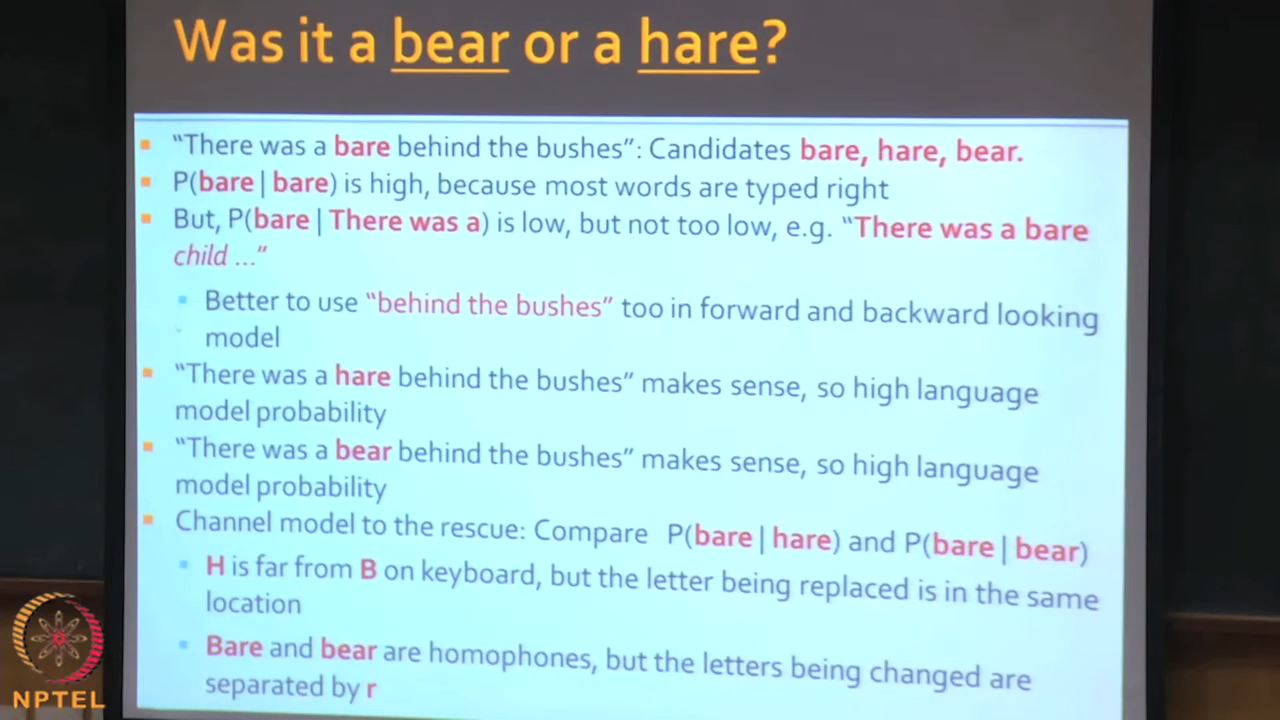 Was it a bear or a hare?
▪ “There was a bare behind the bushes”: Candidates bare, hare, bear.
▪ P(bare | bare) is high, because most words are typed right
▪ But, P(bare | There was a) is low, but not too low, e.g. “There was a bare
child ...”
▪ Better to use “behind the bushes” too in forward and backward looking
model
▪ “There was a hare behind the bushes” makes sense, so high language
model probability
▪ “There was a bear behind the bushes” makes sense, so high language
model probability
▪ Channel model to the rescue: Compare P(bare | hare) and P(bare | bear)
▪ H is far from B on keyboard, but the letter being replaced is in the same
location
▪ Bare and bear are homophones, but the letters being changed are
separated by r
NPTEL